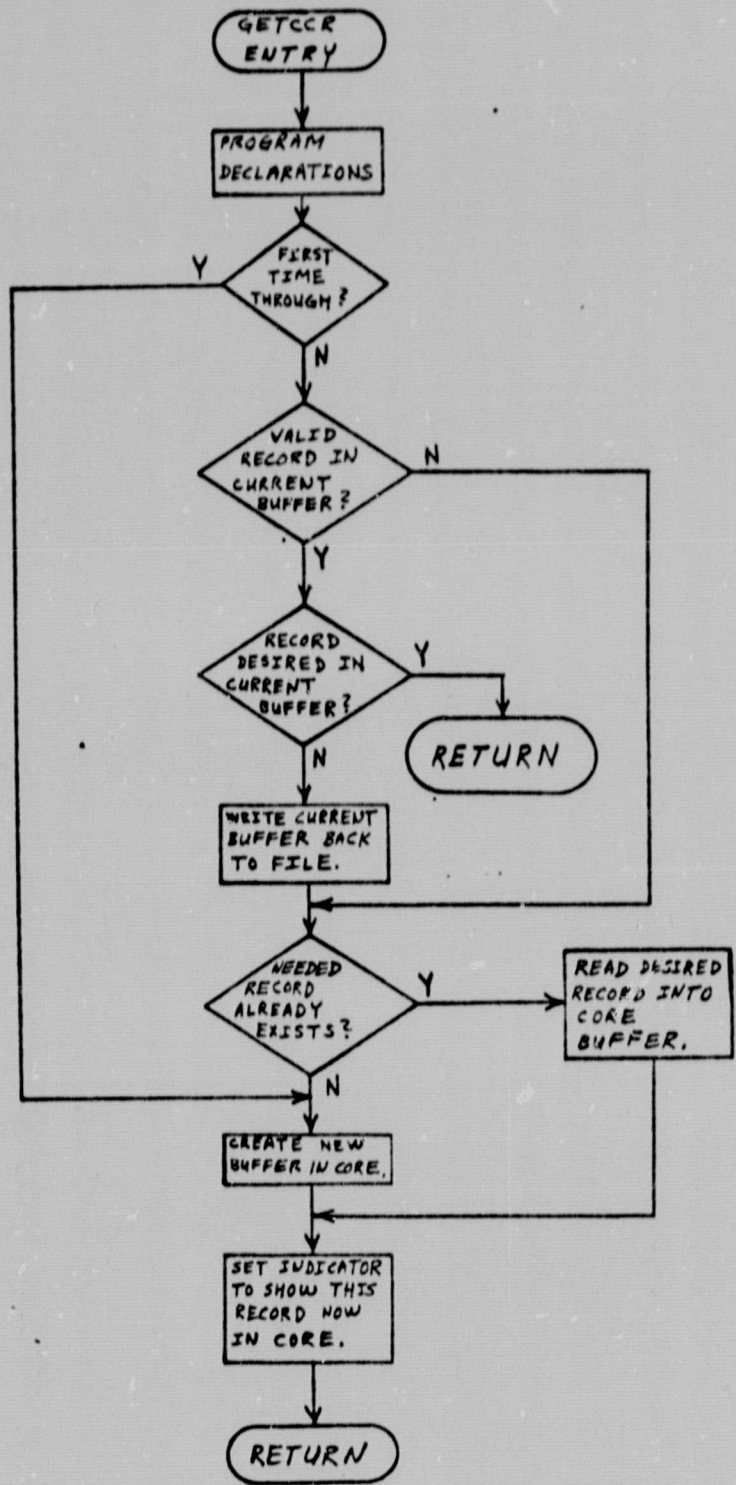 GETCCR
ENTRY
PROGRAM
DECLARATIONS
Y
FIRST
TIME
THROUGH?
N
VALID
RECORD IN
CURRENT
BUFFER?
N
Y
RECORD
DESIRED IN
CURRENT
BUFFER?
Y
RETURN
N
WRITE CURRENT
BUFFER BACK
TO FILE.
NEEDED
RECORD
ALREADY
EXISTS?
Y
READ DESIRED
RECORD INTO
CORE
BUFFER.
N
CREATE NEW
BUFFER IN CORE.
SET INDICATOR
TO SHOW THIS
RECORD NOW
IN CORE.
RETURN